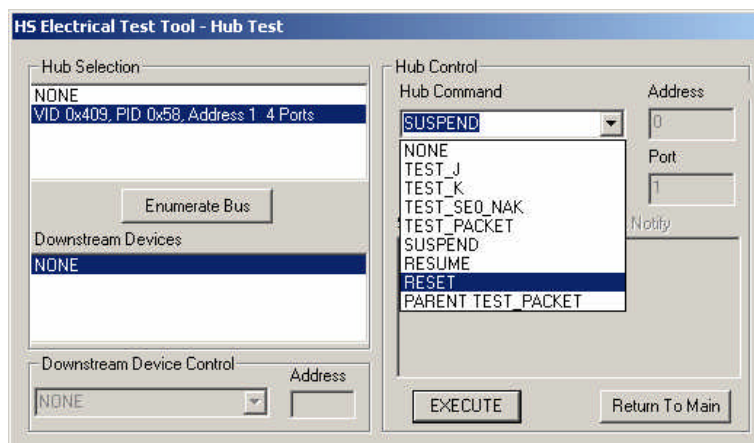 HS Electrical Test Tool - Hub Test
Hub Selection
NONE
VID 0x409, PID 0x58, Address 1 4 Ports
Enumerate Bus
Downstream Devices
NONE
Downstream Device Control
Address
NONE
Hub Control
Hub Command
Address
SUSPEND
0
NONE
TEST_J
TEST_K
TEST_SE0_NAK
TEST_PACKET
SUSPEND
RESUME
RESET
PARENT TEST_PACKET
Port
1
Notify
EXECUTE
Return To Main